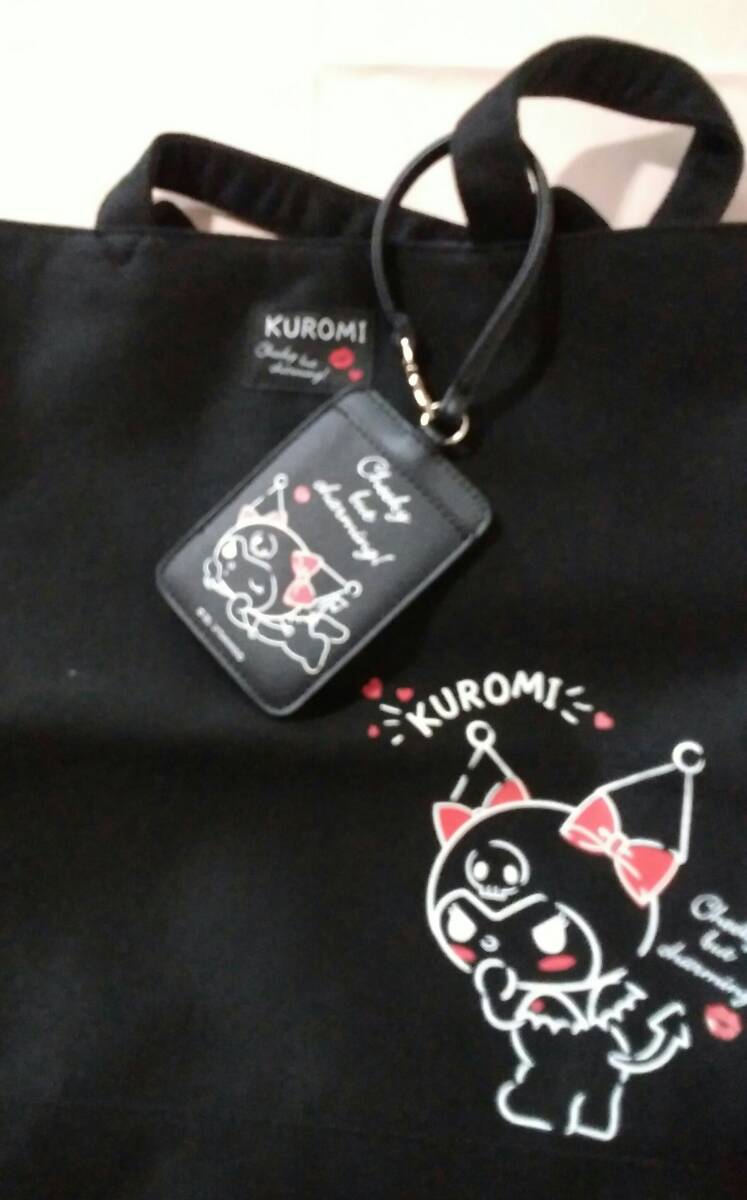 KUROMI
Cheeky but
charming!
Cheeky
but
charming!
KUROMI
Cheeky
but
charming